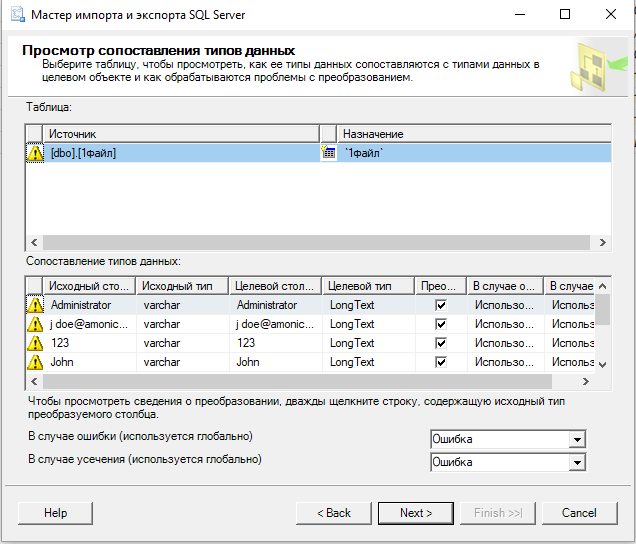 Мастер импорта и экспорта SQL Server
Просмотр сопоставления типов данных
Выберите таблицу, чтобы просмотреть, как ее типы данных сопоставляются с типами данных в
целевом объекте и как обрабатываются проблемы с преобразованием.
Таблица:
Источник Назначение
[dbo].[1Файл] `1Файл`
Сопоставление типов данных:
Исходный сто... Исходный тип Целевой стол... Целевой тип Прео... В случае о... В случае
Administrator varchar Administrator LongText Использо... Использ
j doe@amonic... varchar j doe@amonic... LongText Использо... Использ
123 varchar 123 LongText Использо... Использ
John varchar John LongText Использо... Использ
Чтобы просмотреть сведения о преобразовании, дважды щелкните строку, содержащую исходный тип
преобразуемого столбца.
В случае ошибки (используется глобально) Ошибка
В случае усечения (используется глобально) Ошибка
Help < Back Next > Finish >>| Cancel